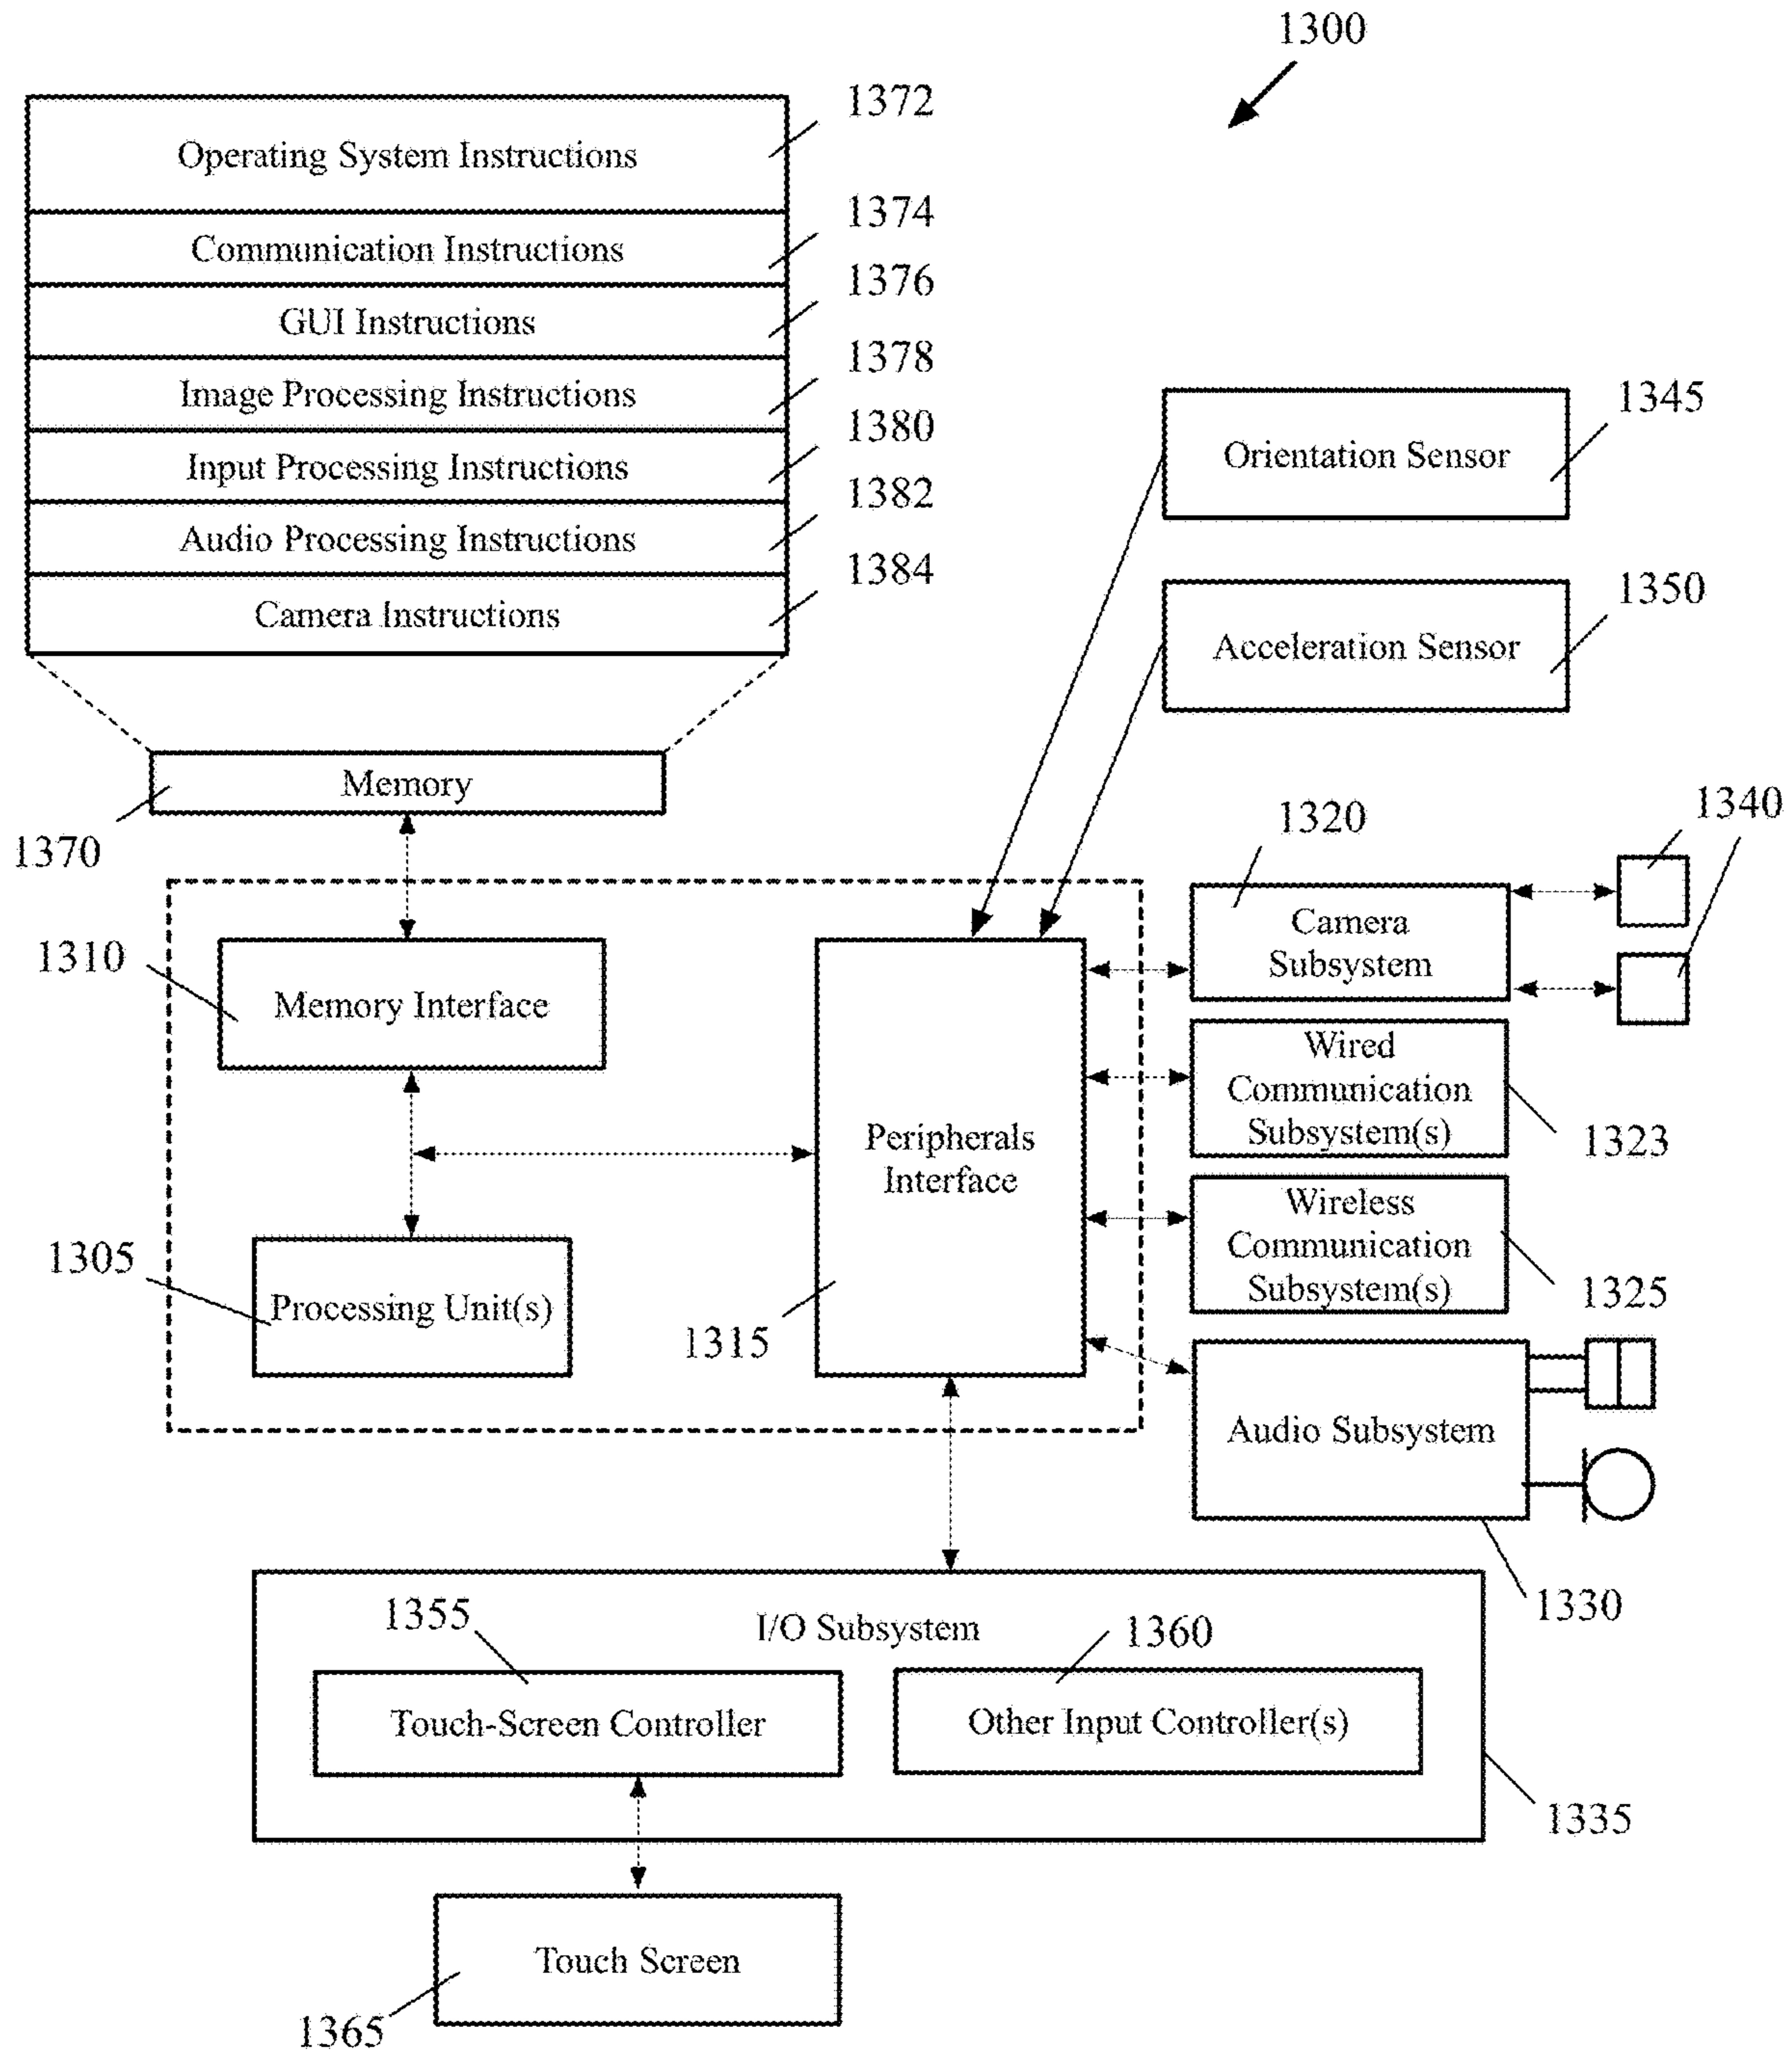 1300
1372
Operating System Instructions
1374
Communication Instructions
1376
GUI Instructions
1378
Image Processing Instructions
1380
Input Processing Instructions
1382
Audio Processing Instructions
1384
Camera Instructions
1345
Orientation Sensor
1350
Acceleration Sensor
Memory
1370
1320
1340
Camera
Subsystem
1310
Memory Interface
Wired
Communication
Subsystem(s)
1323
Peripherals
Interface
Wireless
Communication
Subsystem(s)
1325
1305
Processing Unit(s)
1315
Audio Subsystem
1330
I/O Subsystem
1355
1360
Touch-Screen Controller
Other Input Controller(s)
1335
Touch Screen
1365